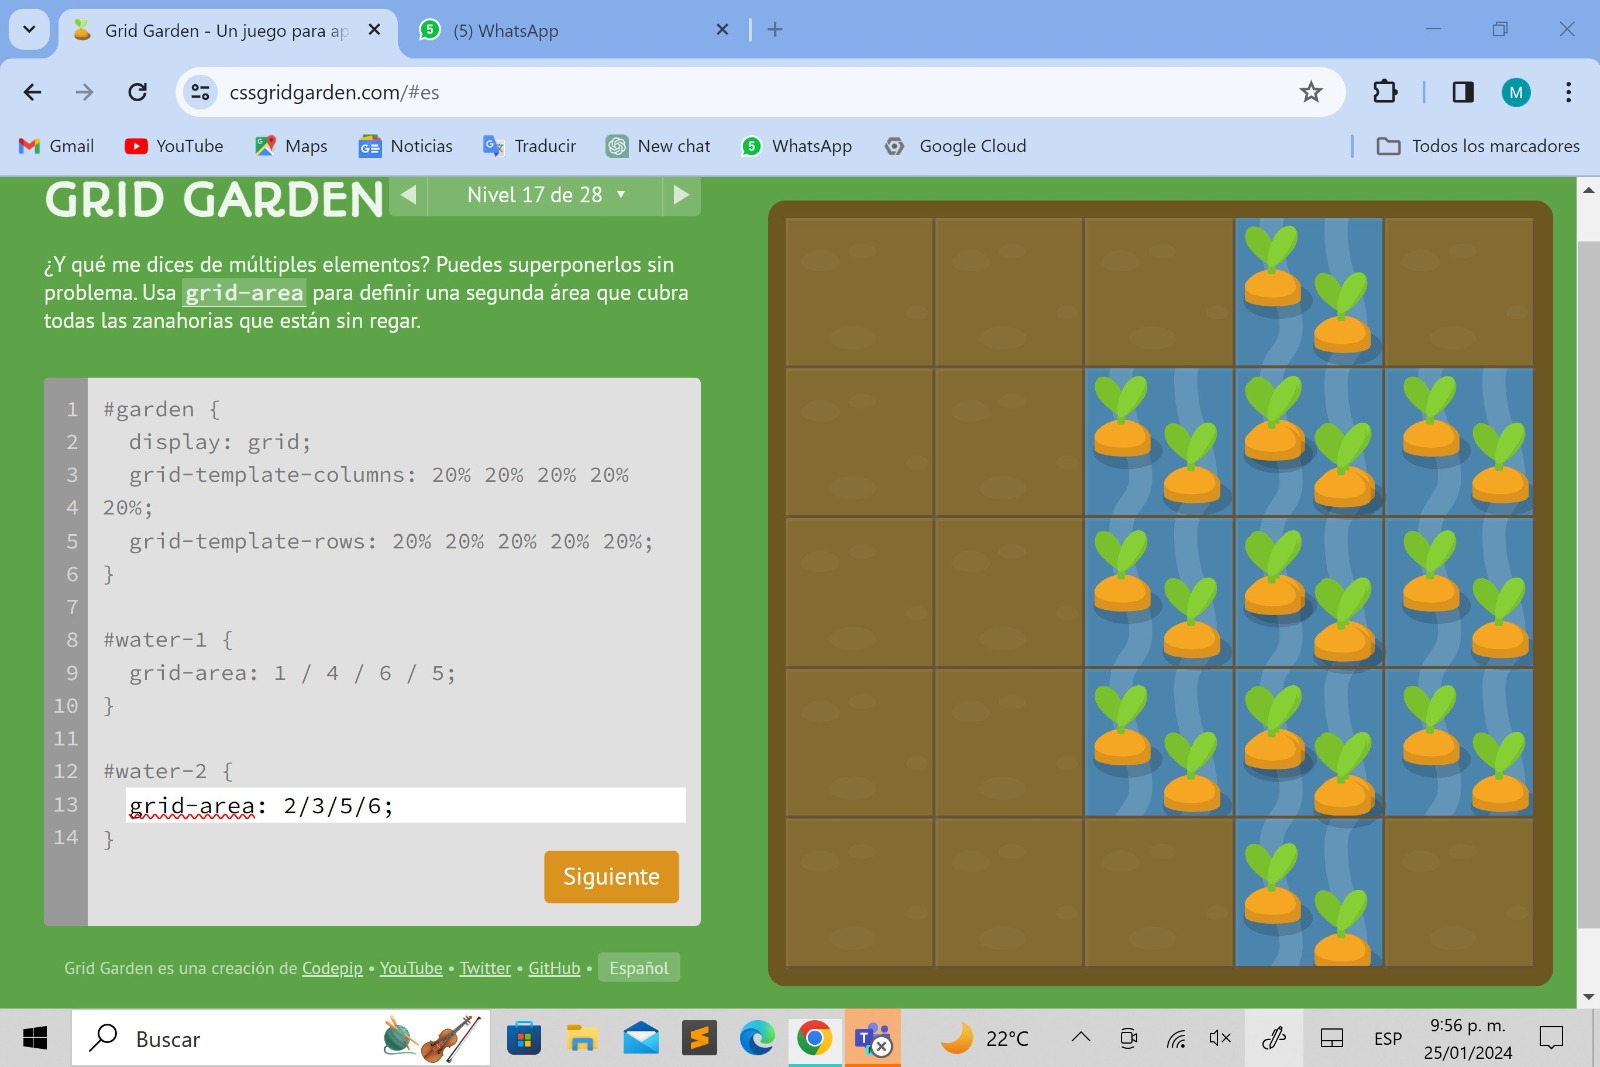 Grid Garden - Un juego para ap
5 (5) WhatsApp
cssgridgarden.com/#es
M
Gmail YouTube Maps Noticias Traducir New chat 5 WhatsApp Google Cloud Todos los marcadores
GRID GARDEN
Nivel 17 de 28
¿Y qué me dices de múltiples elementos? Puedes superponerlos sin
problema. Usa grid-area para definir una segunda área que cubra
todas las zanahorias que están sin regar.
1 #garden {
2 display: grid;
3 grid-template-columns: 20% 20% 20% 20%
4 20%;
5 grid-template-rows: 20% 20% 20% 20% 20%;
6 }
7
8 #water-1 {
9 grid-area: 1 / 4 / 6 / 5;
10 }
11
12 #water-2 {
13 grid-area: 2/3/5/6;
14 }
Siguiente
Grid Garden es una creación de Codepip • YouTube • Twitter • GitHub • Español
Buscar
22°C
ESP
9:56 p. m.
25/01/2024